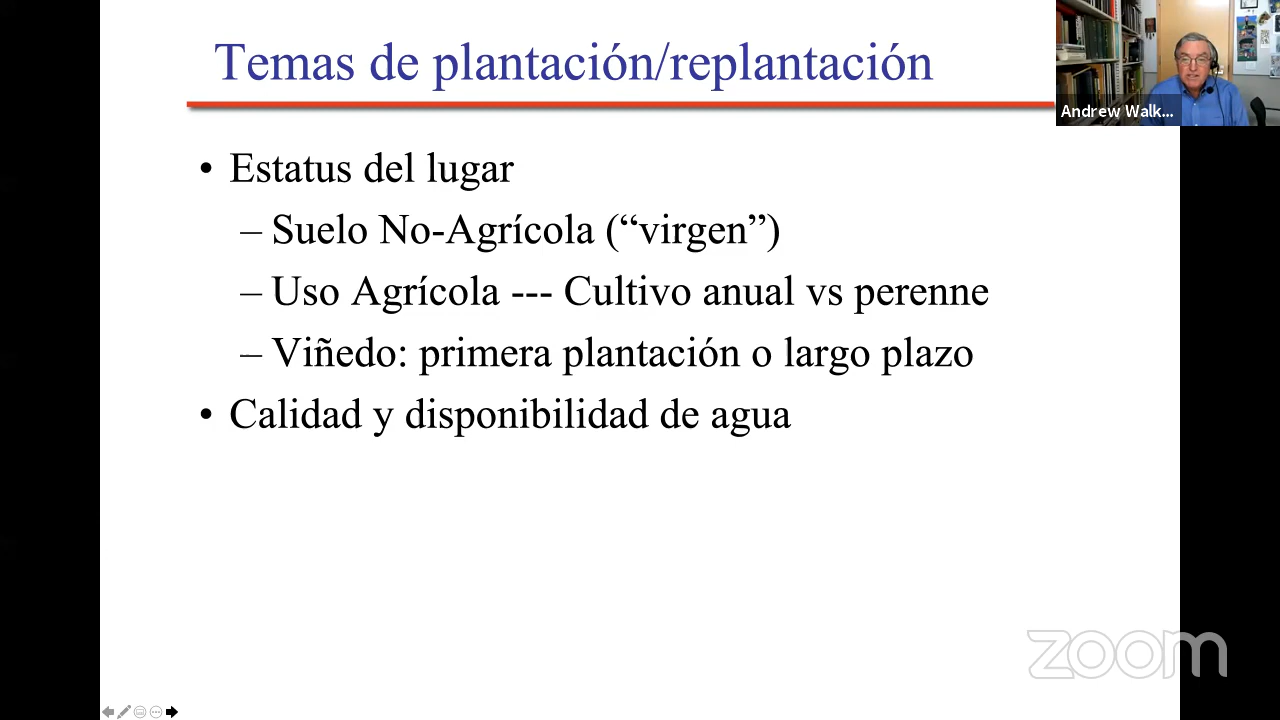 Temas de plantación/replantación
Andrew Walk...
• Estatus del lugar
– Suelo No-Agrícola (“virgen”)
– Uso Agrícola --- Cultivo anual vs perenne
– Viñedo: primera plantación o largo plazo
• Calidad y disponibilidad de agua
zoom